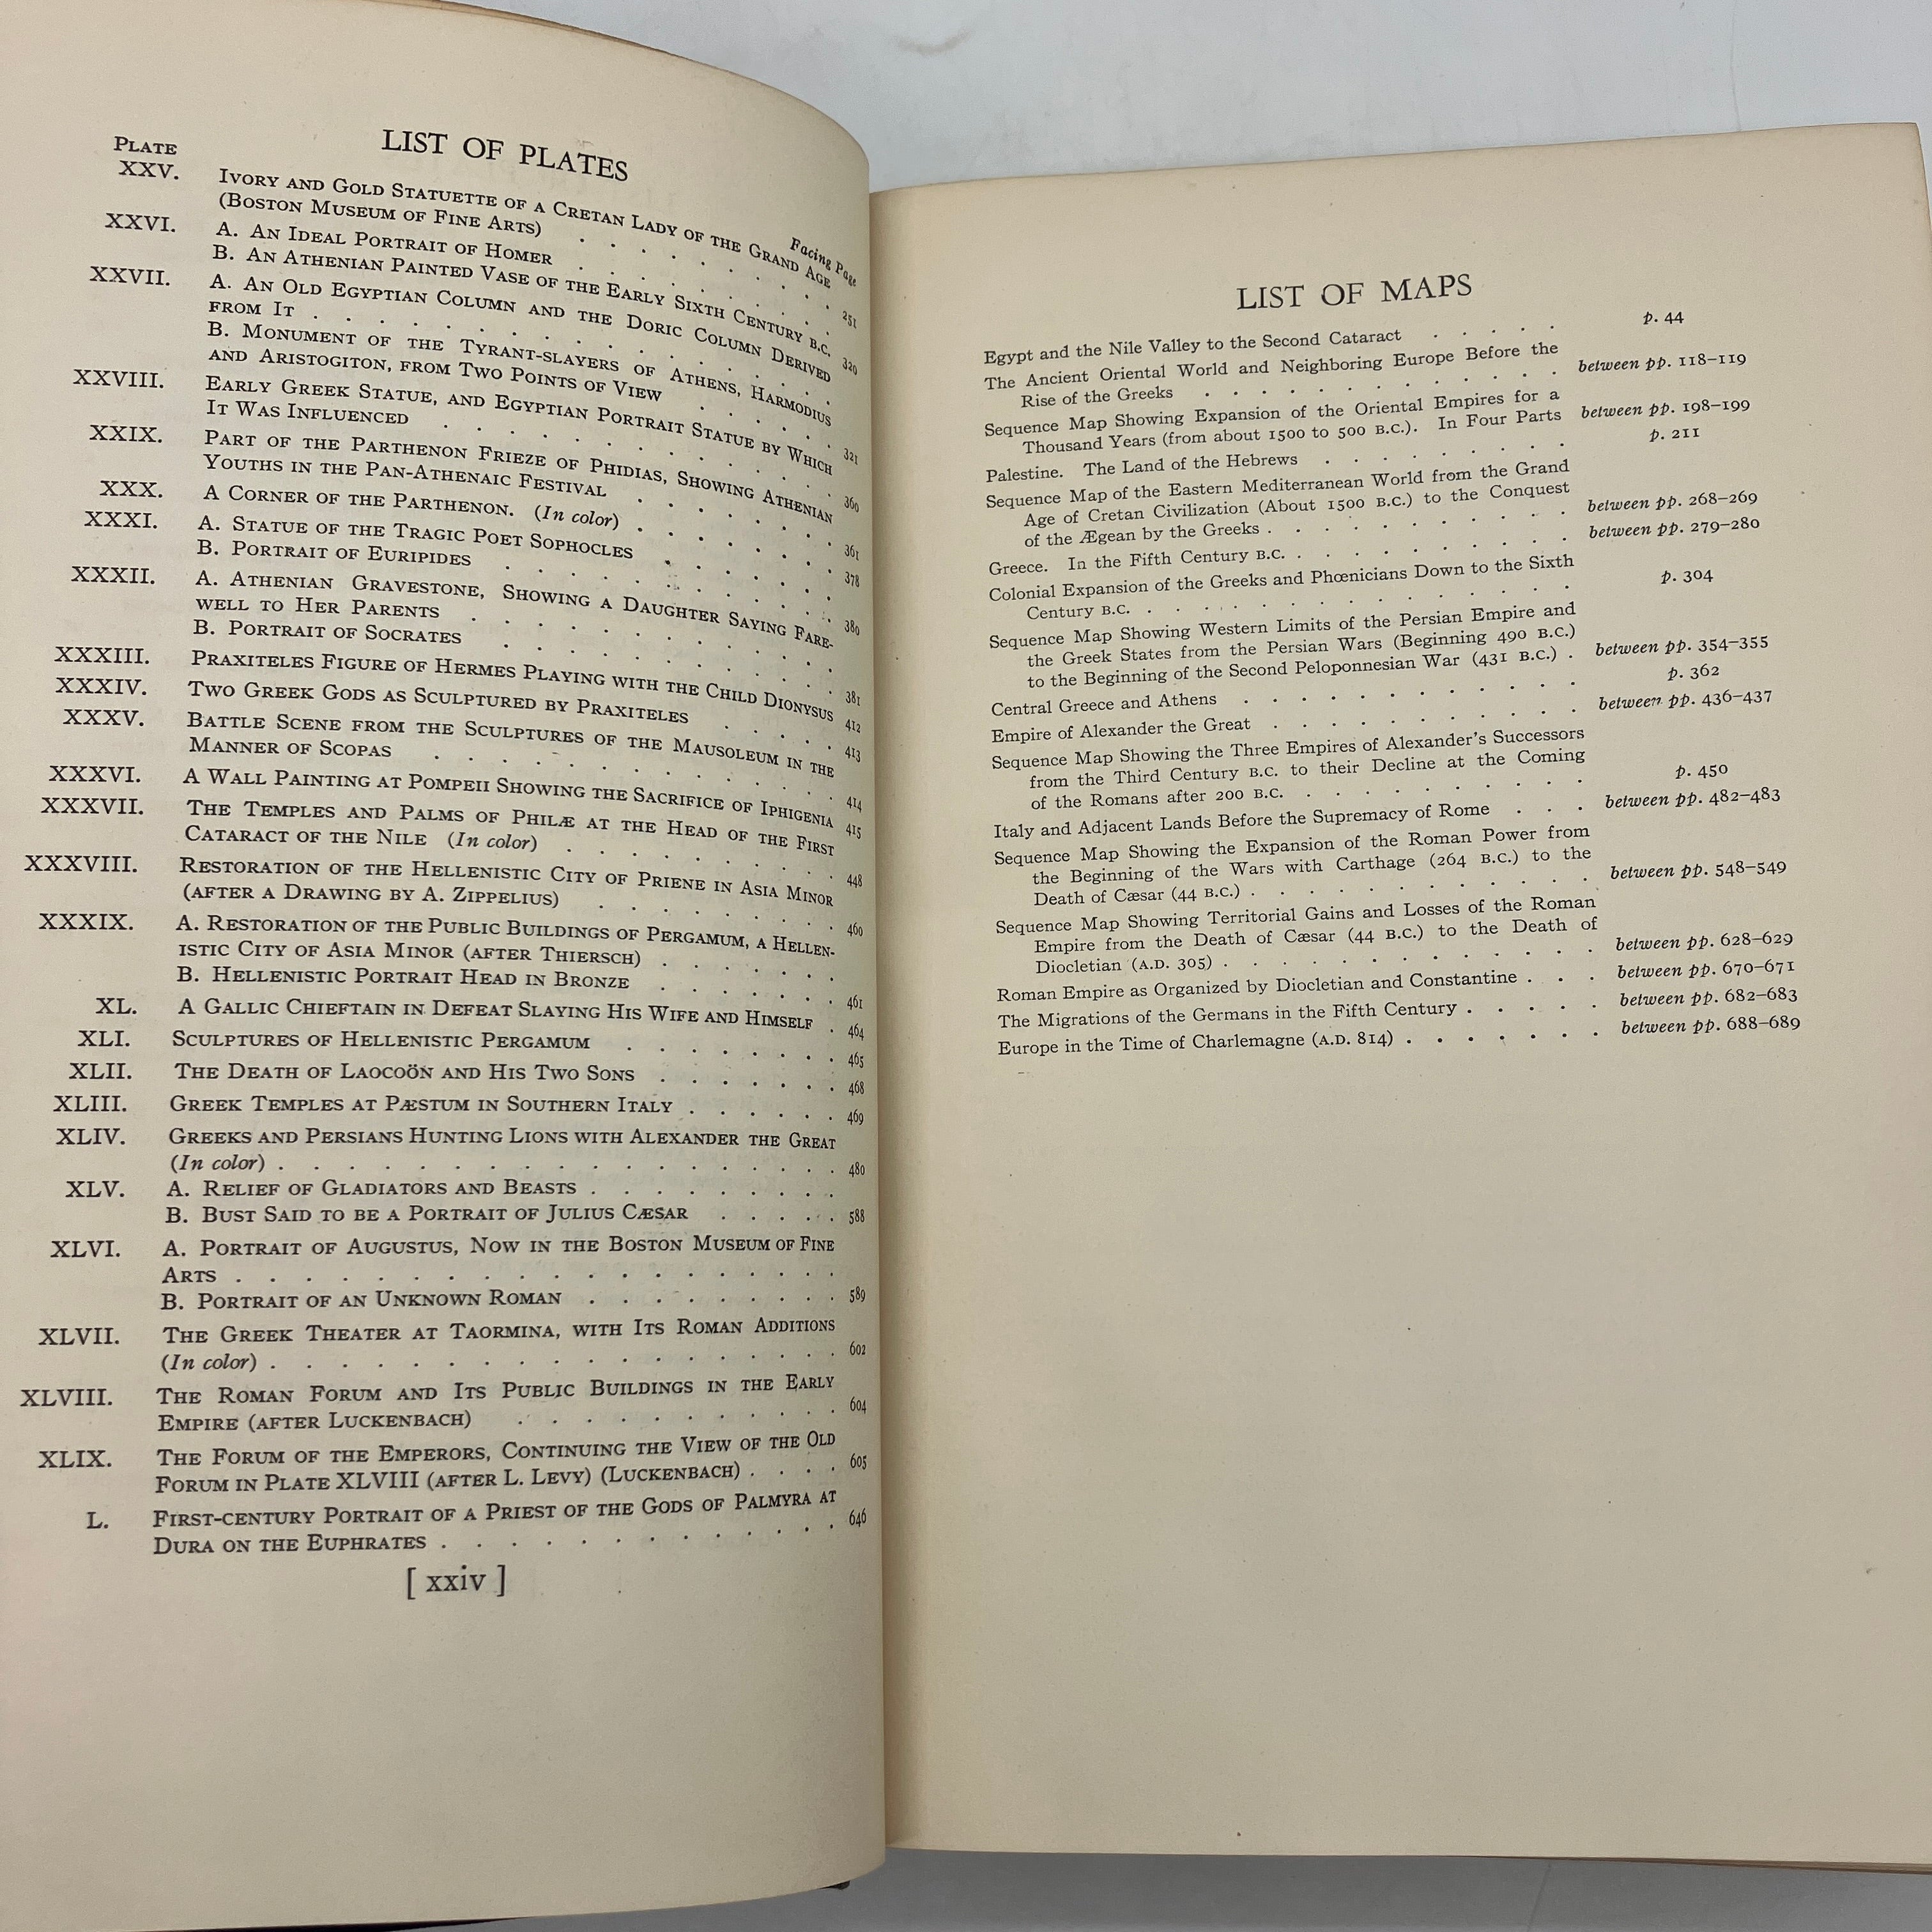 LIST OF PLATES
PLATE
Facing Page
XXV. IVORY AND GOLD STATUETTE OF A CRETAN LADY OF THE GRAND AGE
(BOSTON MUSEUM OF FINE ARTS) . . . . . . . 251
XXVI. A. AN IDEAL PORTRAIT OF HOMER . . . . . . . .
B. AN ATHENIAN PAINTED VASE OF THE EARLY SIXTH CENTURY B.C. 320
XXVII. A. AN OLD EGYPTIAN COLUMN AND THE DORIC COLUMN DERIVED
FROM IT . . . . . . . . . . . .
B. MONUMENT OF THE TYRANT-SLAYERS OF ATHENS, HARMODIUS
AND ARISTOGITON, FROM TWO POINTS OF VIEW . . . . . 321
XXVIII. EARLY GREEK STATUE, AND EGYPTIAN PORTRAIT STATUE BY WHICH
IT WAS INFLUENCED . . . . . . . . . . 360
XXIX. PART OF THE PARTHENON FRIEZE OF PHIDIAS, SHOWING ATHENIAN
YOUTHS IN THE PAN-ATHENAIC FESTIVAL . . . . . . 361
XXX. A CORNER OF THE PARTHENON. (In color) . . . . . . 378
XXXI. A. STATUE OF THE TRAGIC POET SOPHOCLES . . . . . .
B. PORTRAIT OF EURIPIDES . . . . . . . . . 380
XXXII. A. ATHENIAN GRAVESTONE, SHOWING A DAUGHTER SAYING FARE-
WELL TO HER PARENTS . . . . . . . . . .
B. PORTRAIT OF SOCRATES . . . . . . . . . 381
XXXIII. PRAXITELES FIGURE OF HERMES PLAYING WITH THE CHILD DIONYSUS 412
XXXIV. TWO GREEK GODS AS SCULPTURED BY PRAXITELES . . . . . 413
XXXV. BATTLE SCENE FROM THE SCULPTURES OF THE MAUSOLEUM IN THE
MANNER OF SCOPAS . . . . . . . . . . . 414
XXXVI. A WALL PAINTING AT POMPEII SHOWING THE SACRIFICE OF IPHIGENIA 415
XXXVII. THE TEMPLES AND PALMS OF PHILÆ AT THE HEAD OF THE FIRST
CATARACT OF THE NILE (In color) . . . . . . . . 448
XXXVIII. RESTORATION OF THE HELLENISTIC CITY OF PRIENE IN ASIA MINOR
(AFTER A DRAWING BY A. ZIPPELIUS) . . . . . . . 460
XXXIX. A. RESTORATION OF THE PUBLIC BUILDINGS OF PERGAMUM, A HELLEN-
ISTIC CITY OF ASIA MINOR (AFTER THIERSCH) . . . . . .
B. HELLENISTIC PORTRAIT HEAD IN BRONZE . . . . . . 461
XL. A GALLIC CHIEFTAIN IN DEFEAT SLAYING HIS WIFE AND HIMSELF . 464
XLI. SCULPTURES OF HELLENISTIC PERGAMUM . . . . . . . 465
XLII. THE DEATH OF LAOCOÖN AND HIS TWO SONS . . . . . . 468
XLIII. GREEK TEMPLES AT PÆSTUM IN SOUTHERN ITALY . . . . . 469
XLIV. GREEKS AND PERSIANS HUNTING LIONS WITH ALEXANDER THE GREAT
(In color) . . . . . . . . . . . . . . . . . 480
XLV. A. RELIEF OF GLADIATORS AND BEASTS . . . . . . . .
B. BUST SAID TO BE A PORTRAIT OF JULIUS CÆSAR . . . . . 588
XLVI. A. PORTRAIT OF AUGUSTUS, NOW IN THE BOSTON MUSEUM OF FINE
ARTS . . . . . . . . . . . . . . . . . .
B. PORTRAIT OF AN UNKNOWN ROMAN . . . . . . . . 589
XLVII. THE GREEK THEATER AT TAORMINA, WITH ITS ROMAN ADDITIONS
(In color) . . . . . . . . . . . . . . . . . 602
XLVIII. THE ROMAN FORUM AND ITS PUBLIC BUILDINGS IN THE EARLY
EMPIRE (AFTER LUCKENBACH) . . . . . . . . . . 604
XLIX. THE FORUM OF THE EMPERORS, CONTINUING THE VIEW OF THE OLD
FORUM IN PLATE XLVIII (AFTER L. LEVY) (LUCKENBACH) . . . . 605
L. FIRST-CENTURY PORTRAIT OF A PRIEST OF THE GODS OF PALMYRA AT
DURA ON THE EUPHRATES . . . . . . . . . . . . 646
[ xxiv ]
LIST OF MAPS
Egypt and the Nile Valley to the Second Cataract . . . . . p. 44
The Ancient Oriental World and Neighboring Europe Before the
Rise of the Greeks . . . . . . . . . . . . . between pp. 118–119
Sequence Map Showing Expansion of the Oriental Empires for a
Thousand Years (from about 1500 to 500 B.C.). In Four Parts between pp. 198–199
Palestine. The Land of the Hebrews . . . . . . . . . p. 211
Sequence Map of the Eastern Mediterranean World from the Grand
Age of Cretan Civilization (About 1500 B.C.) to the Conquest
of the Ægean by the Greeks . . . . . . . . . . . between pp. 268–269
Greece. In the Fifth Century B.C. . . . . . . . . . . between pp. 279–280
Colonial Expansion of the Greeks and Phœnicians Down to the Sixth
Century B.C. . . . . . . . . . . . . . . p. 304
Sequence Map Showing Western Limits of the Persian Empire and
the Greek States from the Persian Wars (Beginning 490 B.C.)
to the Beginning of the Second Peloponnesian War (431 B.C.) . between pp. 354–355
Central Greece and Athens . . . . . . . . . . . . p. 362
Empire of Alexander the Great . . . . . . . . . . . between pp. 436–437
Sequence Map Showing the Three Empires of Alexander's Successors
from the Third Century B.C. to their Decline at the Coming
of the Romans after 200 B.C. . . . . . . . . . . p. 450
Italy and Adjacent Lands Before the Supremacy of Rome . . . between pp. 482–483
Sequence Map Showing the Expansion of the Roman Power from
the Beginning of the Wars with Carthage (264 B.C.) to the
Death of Cæsar (44 B.C.) . . . . . . . . . . . . between pp. 548–549
Sequence Map Showing Territorial Gains and Losses of the Roman
Empire from the Death of Cæsar (44 B.C.) to the Death of
Diocletian (A.D. 305) . . . . . . . . . . . . . between pp. 628–629
Roman Empire as Organized by Diocletian and Constantine . . . between pp. 670–671
The Migrations of the Germans in the Fifth Century . . . . . between pp. 682–683
Europe in the Time of Charlemagne (A.D. 814) . . . . . . . between pp. 688–689